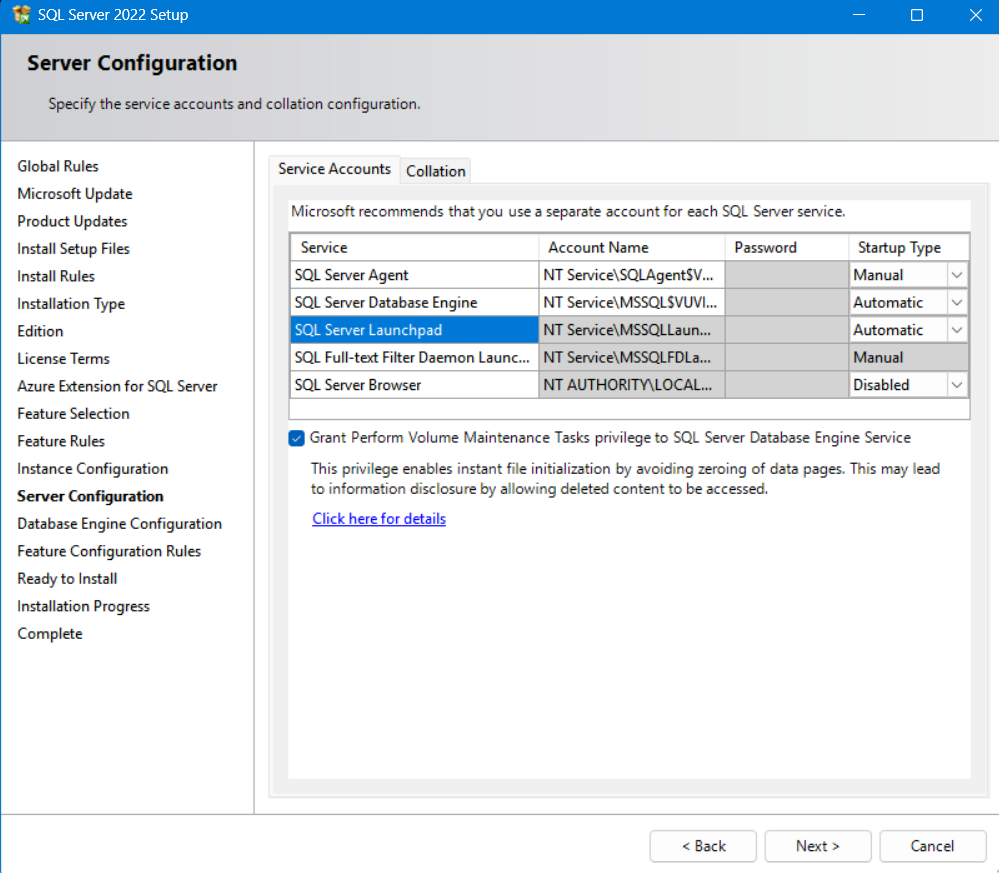 SQL Server 2022 Setup
Server Configuration
Specify the service accounts and collation configuration.
Global Rules
Microsoft Update
Product Updates
Install Setup Files
Install Rules
Installation Type
Edition
License Terms
Azure Extension for SQL Server
Feature Selection
Feature Rules
Instance Configuration
Server Configuration
Database Engine Configuration
Feature Configuration Rules
Ready to Install
Installation Progress
Complete
Service Accounts Collation
Microsoft recommends that you use a separate account for each SQL Server service.
Service Account Name Password Startup Type
SQL Server Agent NT Service\SQLAgent$V... Manual
SQL Server Database Engine NT Service\MSSQL$VUVI... Automatic
SQL Server Launchpad NT Service\MSSQLLaun... Automatic
SQL Full-text Filter Daemon Launc... NT Service\MSSQLFDLa... Manual
SQL Server Browser NT AUTHORITY\LOCAL... Disabled
Grant Perform Volume Maintenance Tasks privilege to SQL Server Database Engine Service
This privilege enables instant file initialization by avoiding zeroing of data pages. This may lead
to information disclosure by allowing deleted content to be accessed.
Click here for details
< Back Next > Cancel